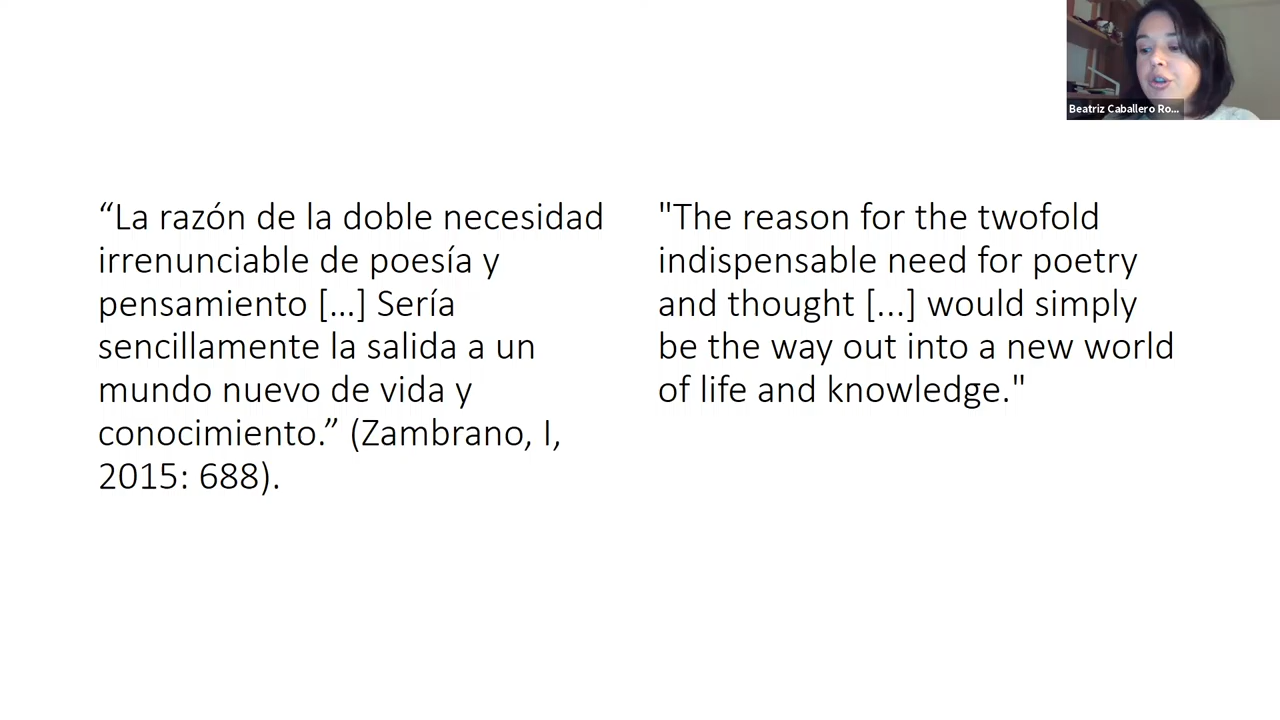 Beatriz Caballero Ro...
“La razón de la doble necesidad
irrenunciable de poesía y
pensamiento [...] Sería
sencillamente la salida a un
mundo nuevo de vida y
conocimiento.” (Zambrano, I,
2015: 688).
"The reason for the twofold
indispensable need for poetry
and thought [...] would simply
be the way out into a new world
of life and knowledge."